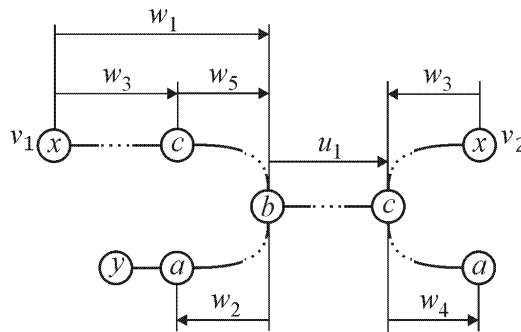 w₁
w₃ w₅ w₃
v₁ x c x v₂
u₁
b c
y a a
w₂ w₄